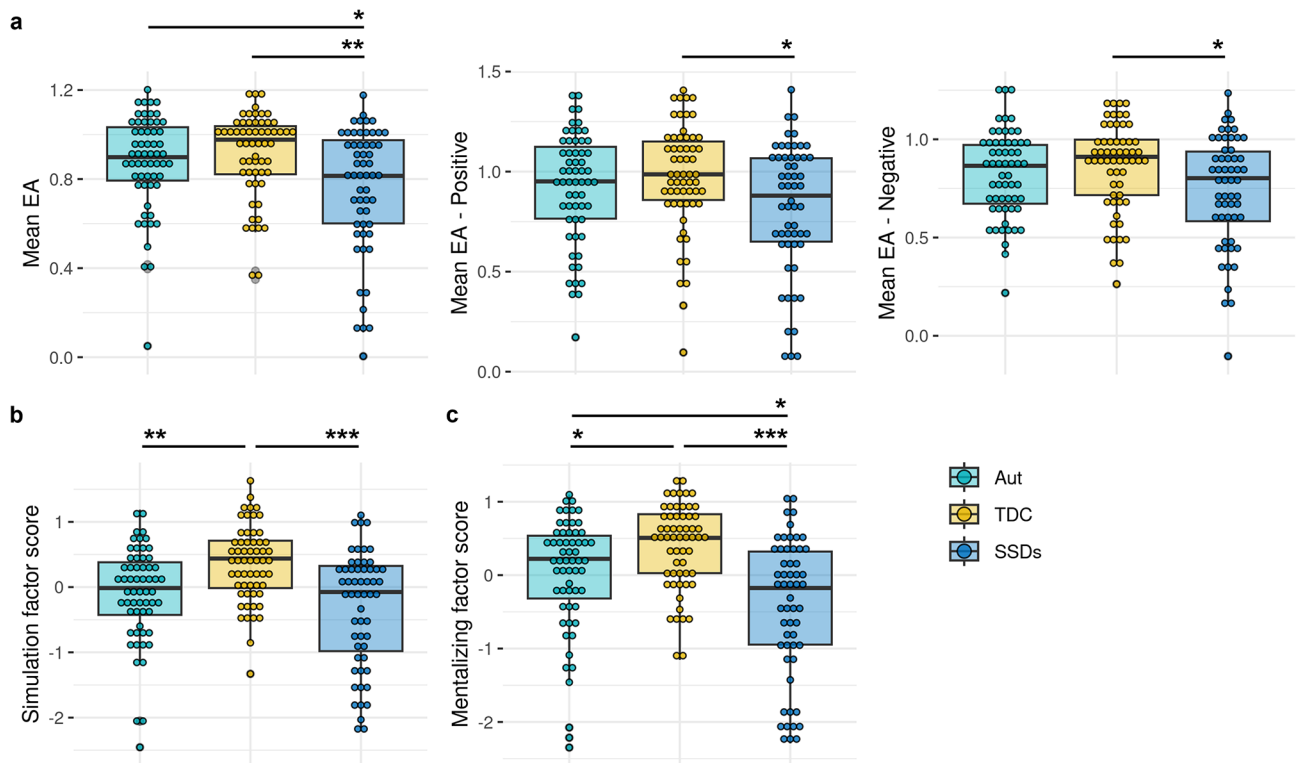 a
*
**
Mean EA
1.2
0.8
0.4
0.0
*
Mean EA - Positive
1.5
1.0
0.5
0.0
*
Mean EA - Negative
1.0
0.5
0.0
b
**
***
Simulation factor score
1
0
-1
-2
c
*
*
***
Mentalizing factor score
1
0
-1
-2
Aut
TDC
SSDs